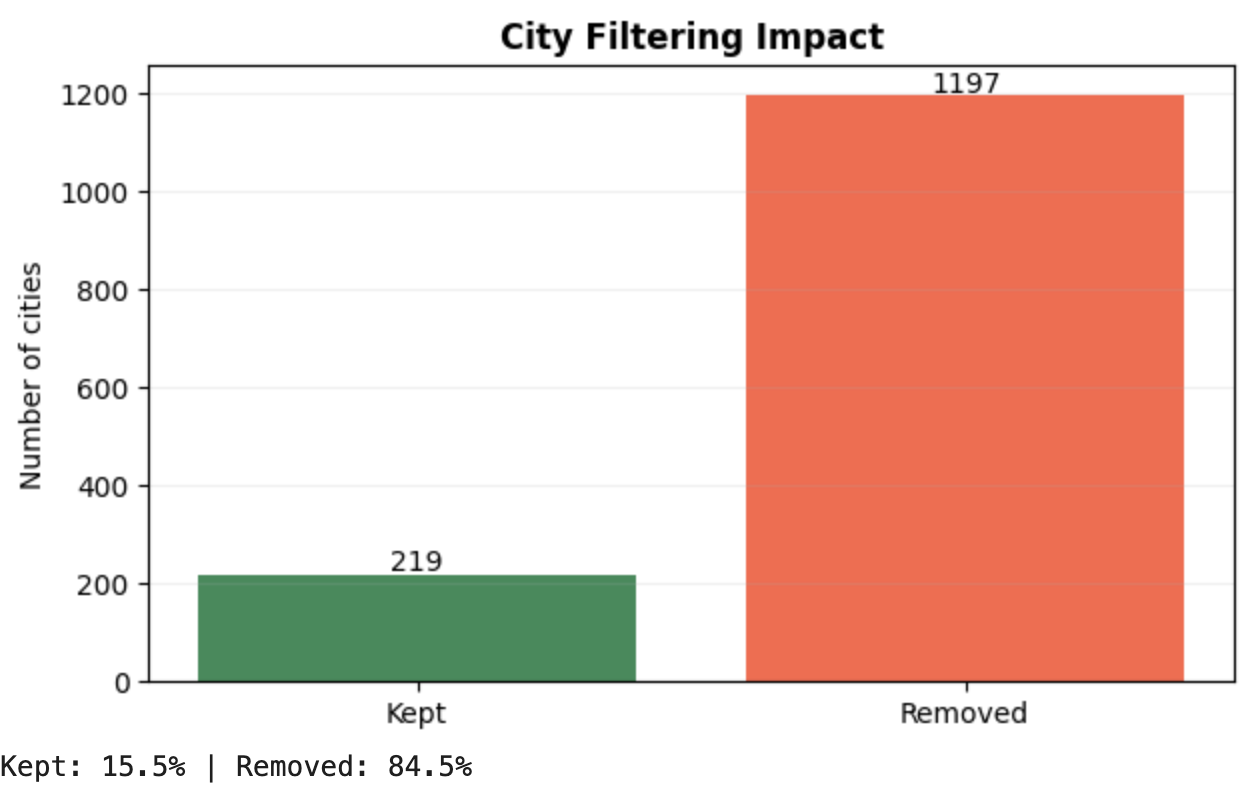 City Filtering Impact
Number of cities
1200
1000
800
600
400
200
0
219
1197
Kept
Removed
Kept: 15.5% | Removed: 84.5%